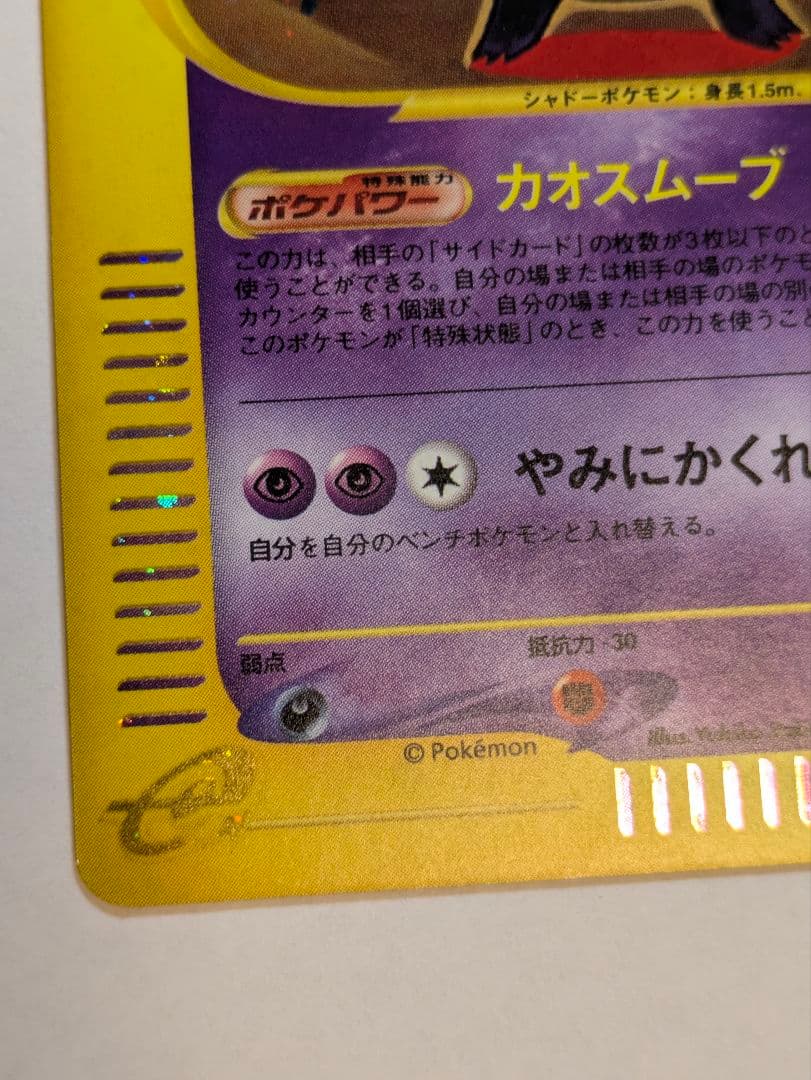 シャドーポケモン：身長1.5m、
特殊能力
ポケパワー カオスムーブ
この力は、相手の「サイドカード」の枚数が3枚以下のと
使うことができる。自分の場または相手の場のポケモ
カウンターを1個選び、自分の場または相手の場の別
このポケモンが「特殊状態」のとき、この力を使うこと
やみにかくれ
自分を自分のベンチポケモンと入れ替える。
弱点 抵抗力 -30
Illus.
© Pokémon